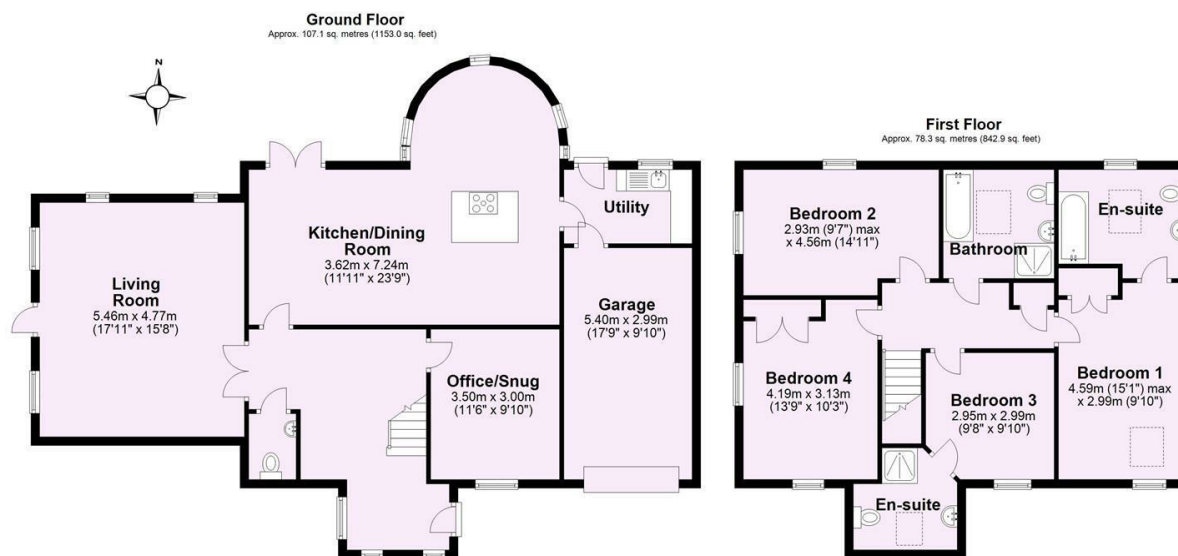 Ground Floor
Approx. 107.1 sq. metres (1153.0 sq. feet)
N
Living
Room
5.46m x 4.77m
(17'11" x 15'8")
Kitchen/Dining
Room
3.62m x 7.24m
(11'11" x 23'9")
Utility
Garage
5.40m x 2.99m
(17'9" x 9'10")
Office/Snug
3.50m x 3.00m
(11'6" x 9'10")
First Floor
Approx. 78.3 sq. metres (842.9 sq. feet)
Bedroom 2
2.93m (9'7") max
x 4.56m (14'11")
Bathroom
En-suite
Bedroom 4
4.19m x 3.13m
(13'9" x 10'3")
Bedroom 3
2.95m x 2.99m
(9'8" x 9'10")
Bedroom 1
4.59m (15'1") max
x 2.99m (9'10")
En-suite